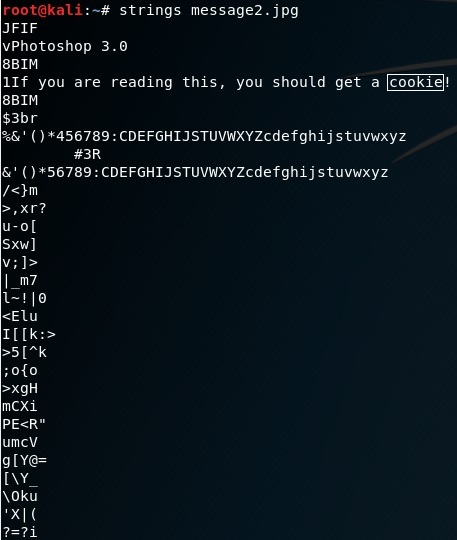 root@kali:~# strings message2.jpg
JFIF
vPhotoshop 3.0
8BIM
1If you are reading this, you should get a cookie!
8BIM
$3br
%&'()*456789:CDEFGHIJSTUVWXYZcdefghijstuvwxyz
#3R
&'()*56789:CDEFGHIJSTUVWXYZcdefghijstuvwxyz
/<}m
>,xr?
u-o[
Sxw]
v;]>
|_m7
l~!|0
<Elu
I[[k:>
>5[^k
;o{o
>xgH
mCXi
PE<R"
umcV
g[Y@=
[\Y_
\Oku
'X|(
?=?i